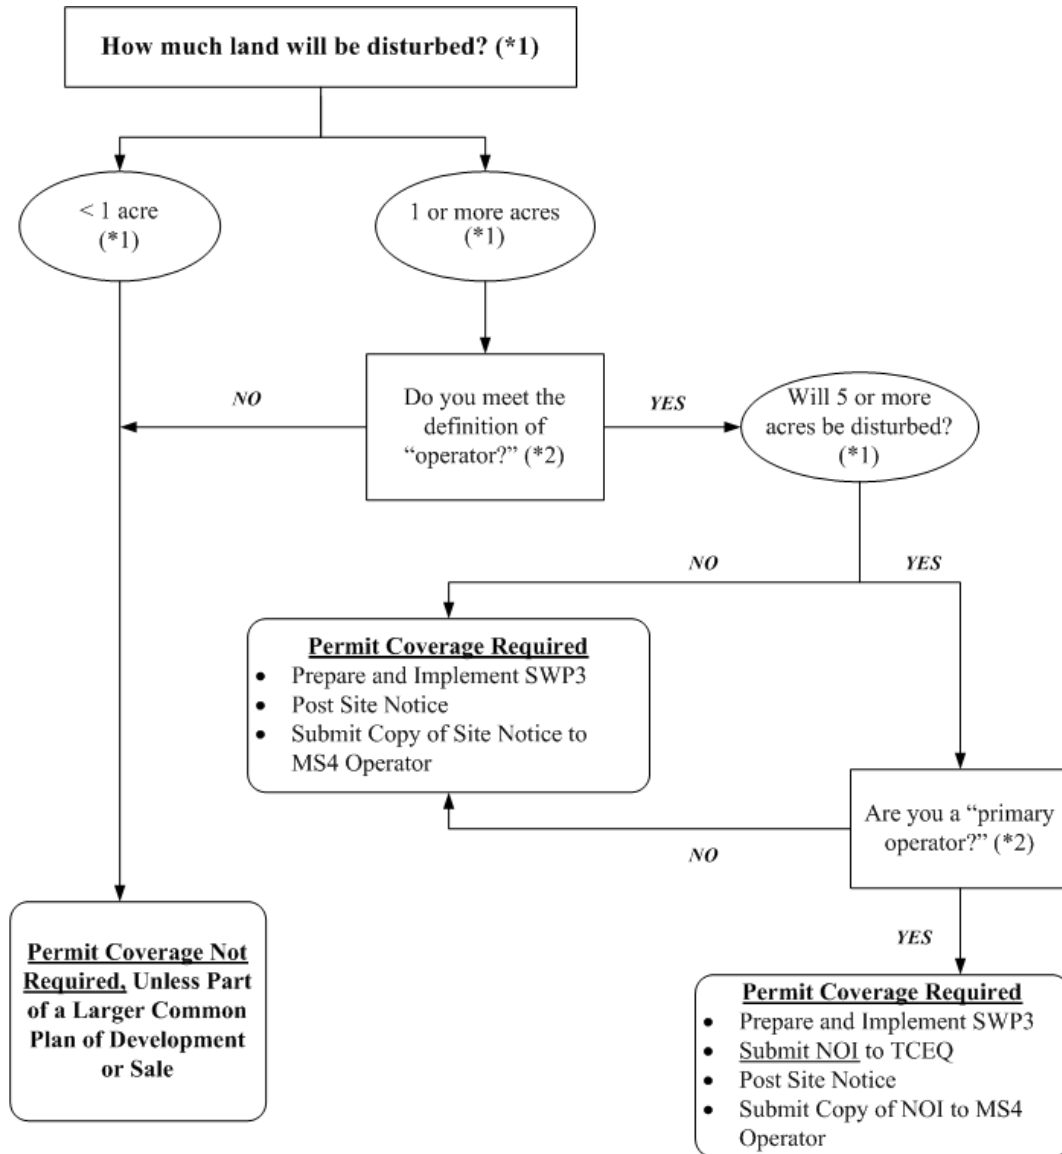 How much land will be disturbed? (*1)
< 1 acre
(*1)
1 or more acres
(*1)
NO
Do you meet the
definition of
“operator?” (*2)
YES
Will 5 or more
acres be disturbed?
(*1)
NO
YES
Permit Coverage Required
• Prepare and Implement SWP3
• Post Site Notice
• Submit Copy of Site Notice to
MS4 Operator
Are you a “primary
operator?” (*2)
NO
YES
Permit Coverage Not
Required, Unless Part
of a Larger Common
Plan of Development
or Sale
Permit Coverage Required
• Prepare and Implement SWP3
• Submit NOI to TCEQ
• Post Site Notice
• Submit Copy of NOI to MS4
Operator